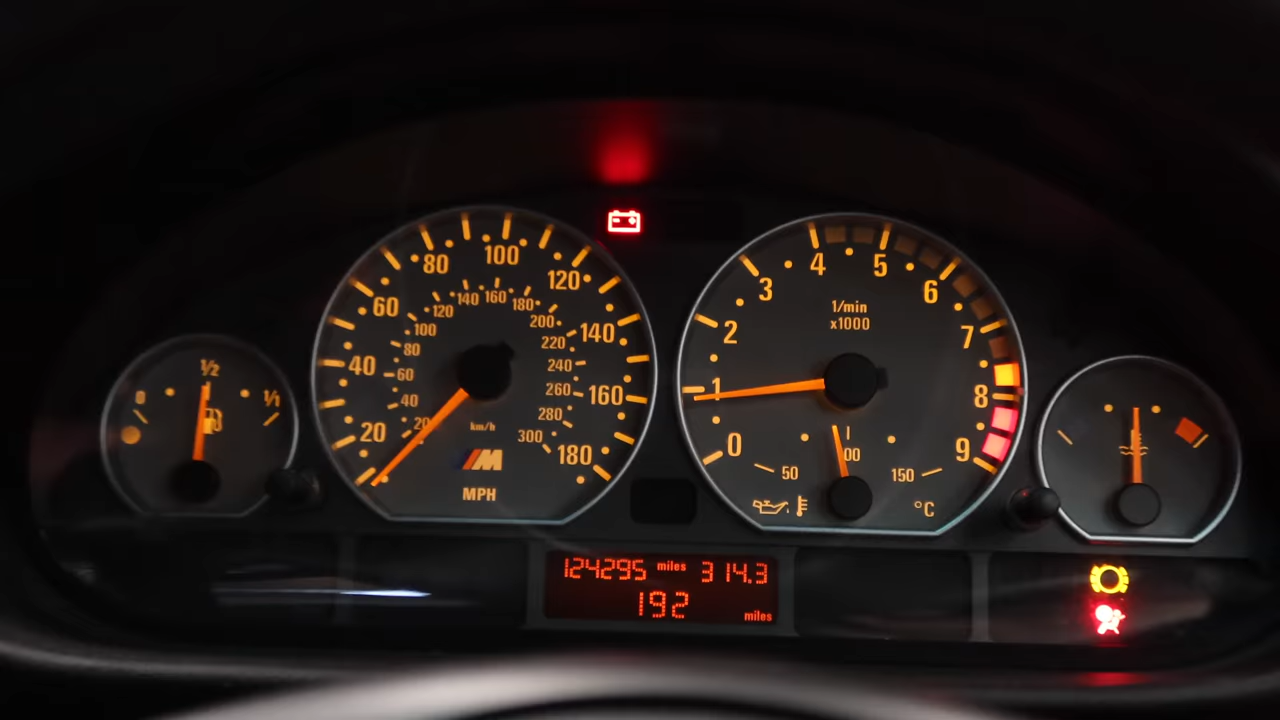 0 1/2 1/1
20 40 60 80 100 120 140 160 180
20 40 60 80 100 120 140 160 180 200 220 240 260 280 300
km/h
M
MPH
0 1 2 3 4 5 6 7 8 9
1/min
x1000
50 100 150
°C
124295 miles 314.3
192 miles